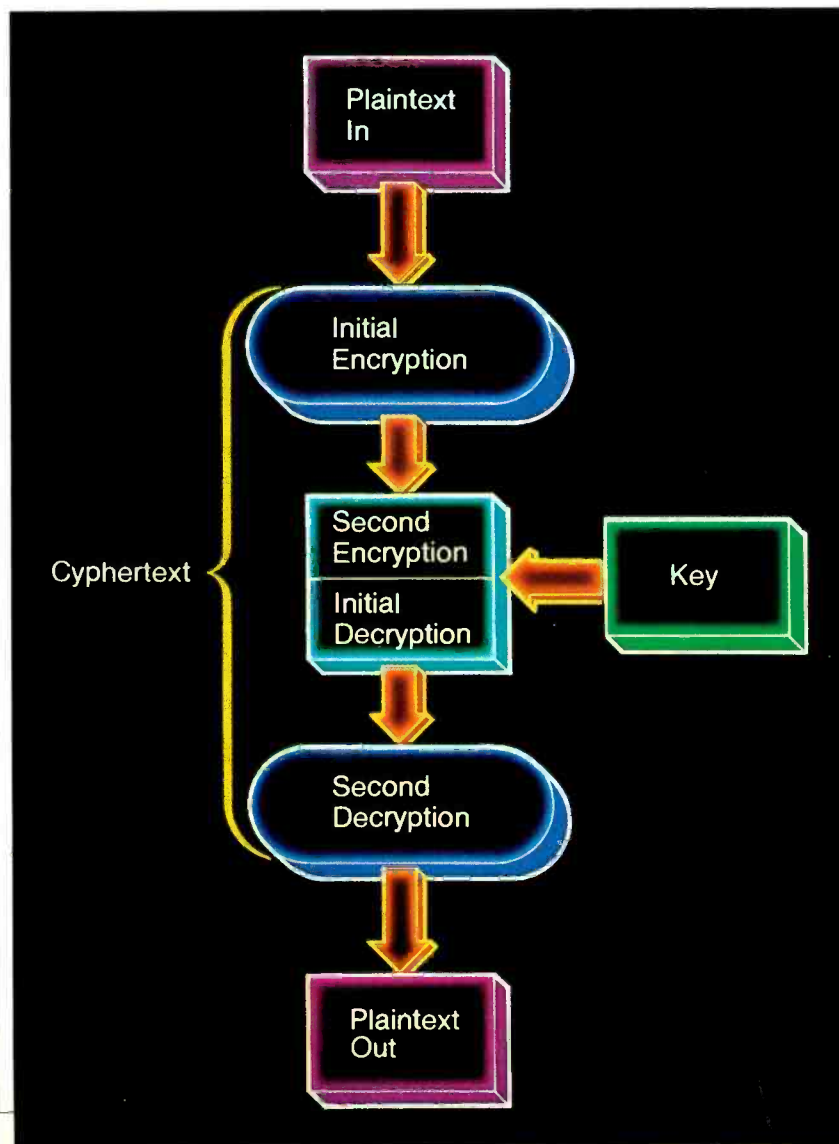 Plaintext
In
Initial
Encryption
Second
Encryption
Initial
Decryption
Key
Cyphertext
Second
Decryption
Plaintext
Out